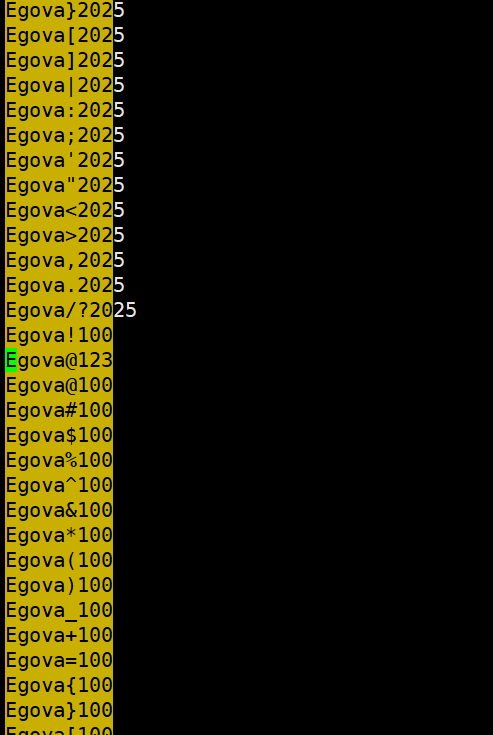 Egova}2025
Egova[2025
Egova]2025
Egova|2025
Egova:2025
Egova;2025
Egova'2025
Egova"2025
Egova<2025
Egova>2025
Egova,2025
Egova.2025
Egova/?2025
Egova!100
Egova@123
Egova@100
Egova#100
Egova$100
Egova%100
Egova^100
Egova&100
Egova*100
Egova(100
Egova)100
Egova_100
Egova+100
Egova=100
Egova{100
Egova}100
Egova[100